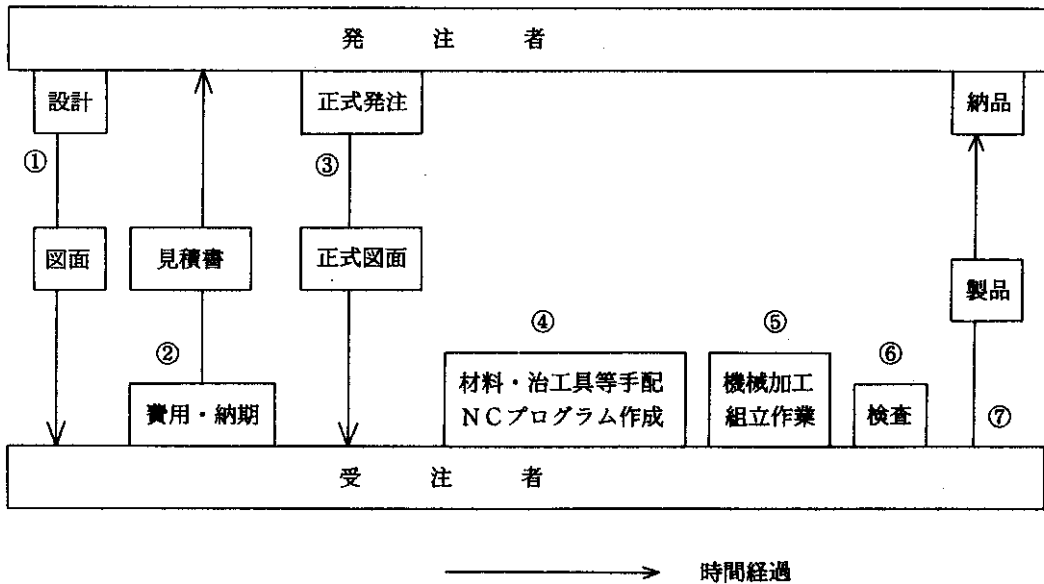 発注者
設計
正式発注
納品
①
③
図面
見積書
正式図面
製品
②
④
⑤
⑥
⑦
費用・納期
材料・治工具等手配
NCプログラム作成
機械加工
組立作業
検査
受注者
時間経過